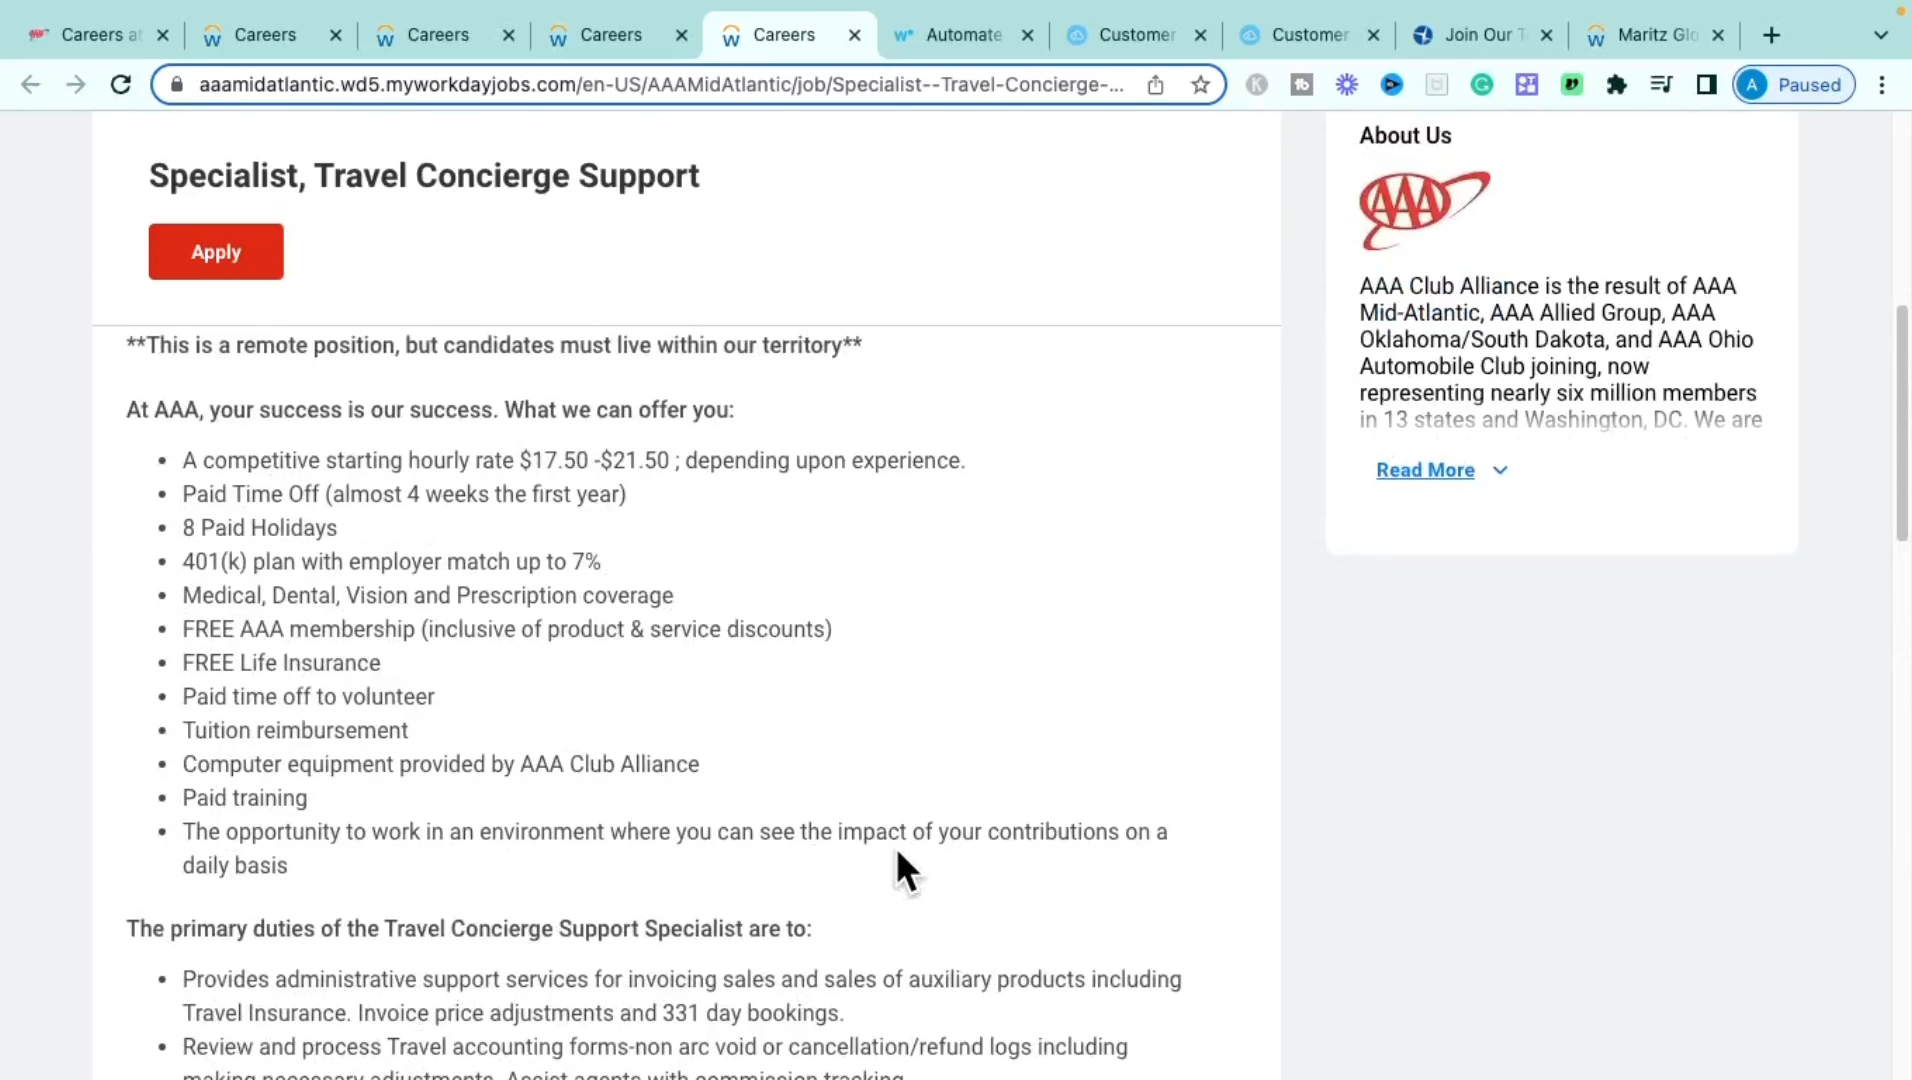 Careers at
Careers
Careers
Careers
Careers
Automate
Customer
Customer
Join Our T
Maritz Glo
aaamidatlantic.wd5.myworkdayjobs.com/en-US/AAAMidAtlantic/job/Specialist--Travel-Concierge-...
A Paused
Specialist, Travel Concierge Support
Apply
**This is a remote position, but candidates must live within our territory**
At AAA, your success is our success. What we can offer you:
• A competitive starting hourly rate $17.50 -$21.50 ; depending upon experience.
• Paid Time Off (almost 4 weeks the first year)
• 8 Paid Holidays
• 401(k) plan with employer match up to 7%
• Medical, Dental, Vision and Prescription coverage
• FREE AAA membership (inclusive of product & service discounts)
• FREE Life Insurance
• Paid time off to volunteer
• Tuition reimbursement
• Computer equipment provided by AAA Club Alliance
• Paid training
• The opportunity to work in an environment where you can see the impact of your contributions on a
daily basis
The primary duties of the Travel Concierge Support Specialist are to:
• Provides administrative support services for invoicing sales and sales of auxiliary products including
Travel Insurance. Invoice price adjustments and 331 day bookings.
• Review and process Travel accounting forms-non arc void or cancellation/refund logs including
making necessary adjustments. Assist agents with commission tracking.
About Us
AAA
AAA Club Alliance is the result of AAA
Mid-Atlantic, AAA Allied Group, AAA
Oklahoma/South Dakota, and AAA Ohio
Automobile Club joining, now
representing nearly six million members
in 13 states and Washington, DC. We are
Read More